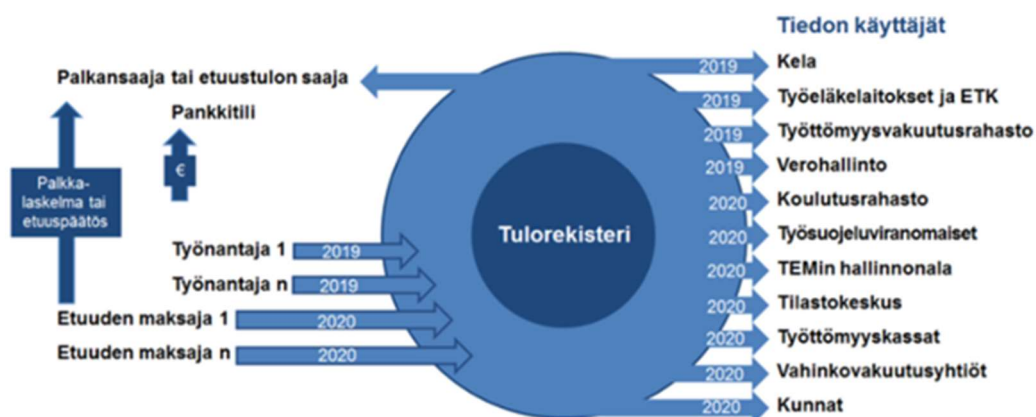 Tiedon käyttäjät
Palkansaaja tai etuustulon saaja
Pankkitili
€
Palkka-
laskelma tai
etuuspäätös
Työnantaja 1
2019
Työnantaja n
2019
Etuuden maksaja 1
2020
Etuuden maksaja n
2020
Tulorekisteri
2019
Kela
2019
Työeläkelaitokset ja ETK
2019
Työttömyysvakuutusrahasto
2019
Verohallinto
2020
Koulutusrahasto
2020
Työsuojeluviranomaiset
2020
TEMin hallinnonala
2020
Tilastokeskus
2020
Työttömyyskassat
2020
Vahinkovakuutusyhtiöt
2020
Kunnat